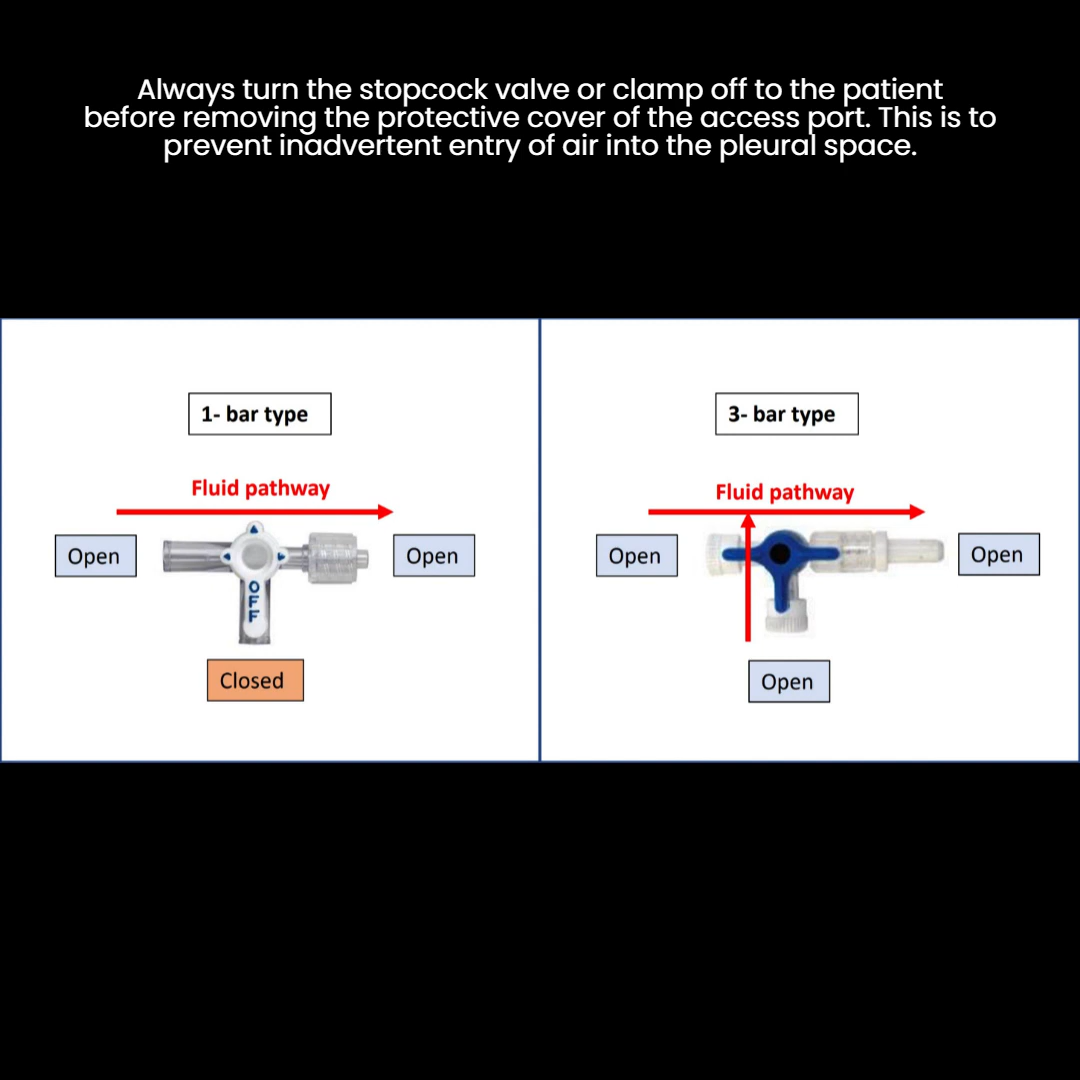 Always turn the stopcock valve or clamp off to the patient
before removing the protective cover of the access port. This is to
prevent inadvertent entry of air into the pleural space.
1- bar type
Fluid pathway
Open
Open
OFF
Closed
3- bar type
Fluid pathway
Open
Open
Open